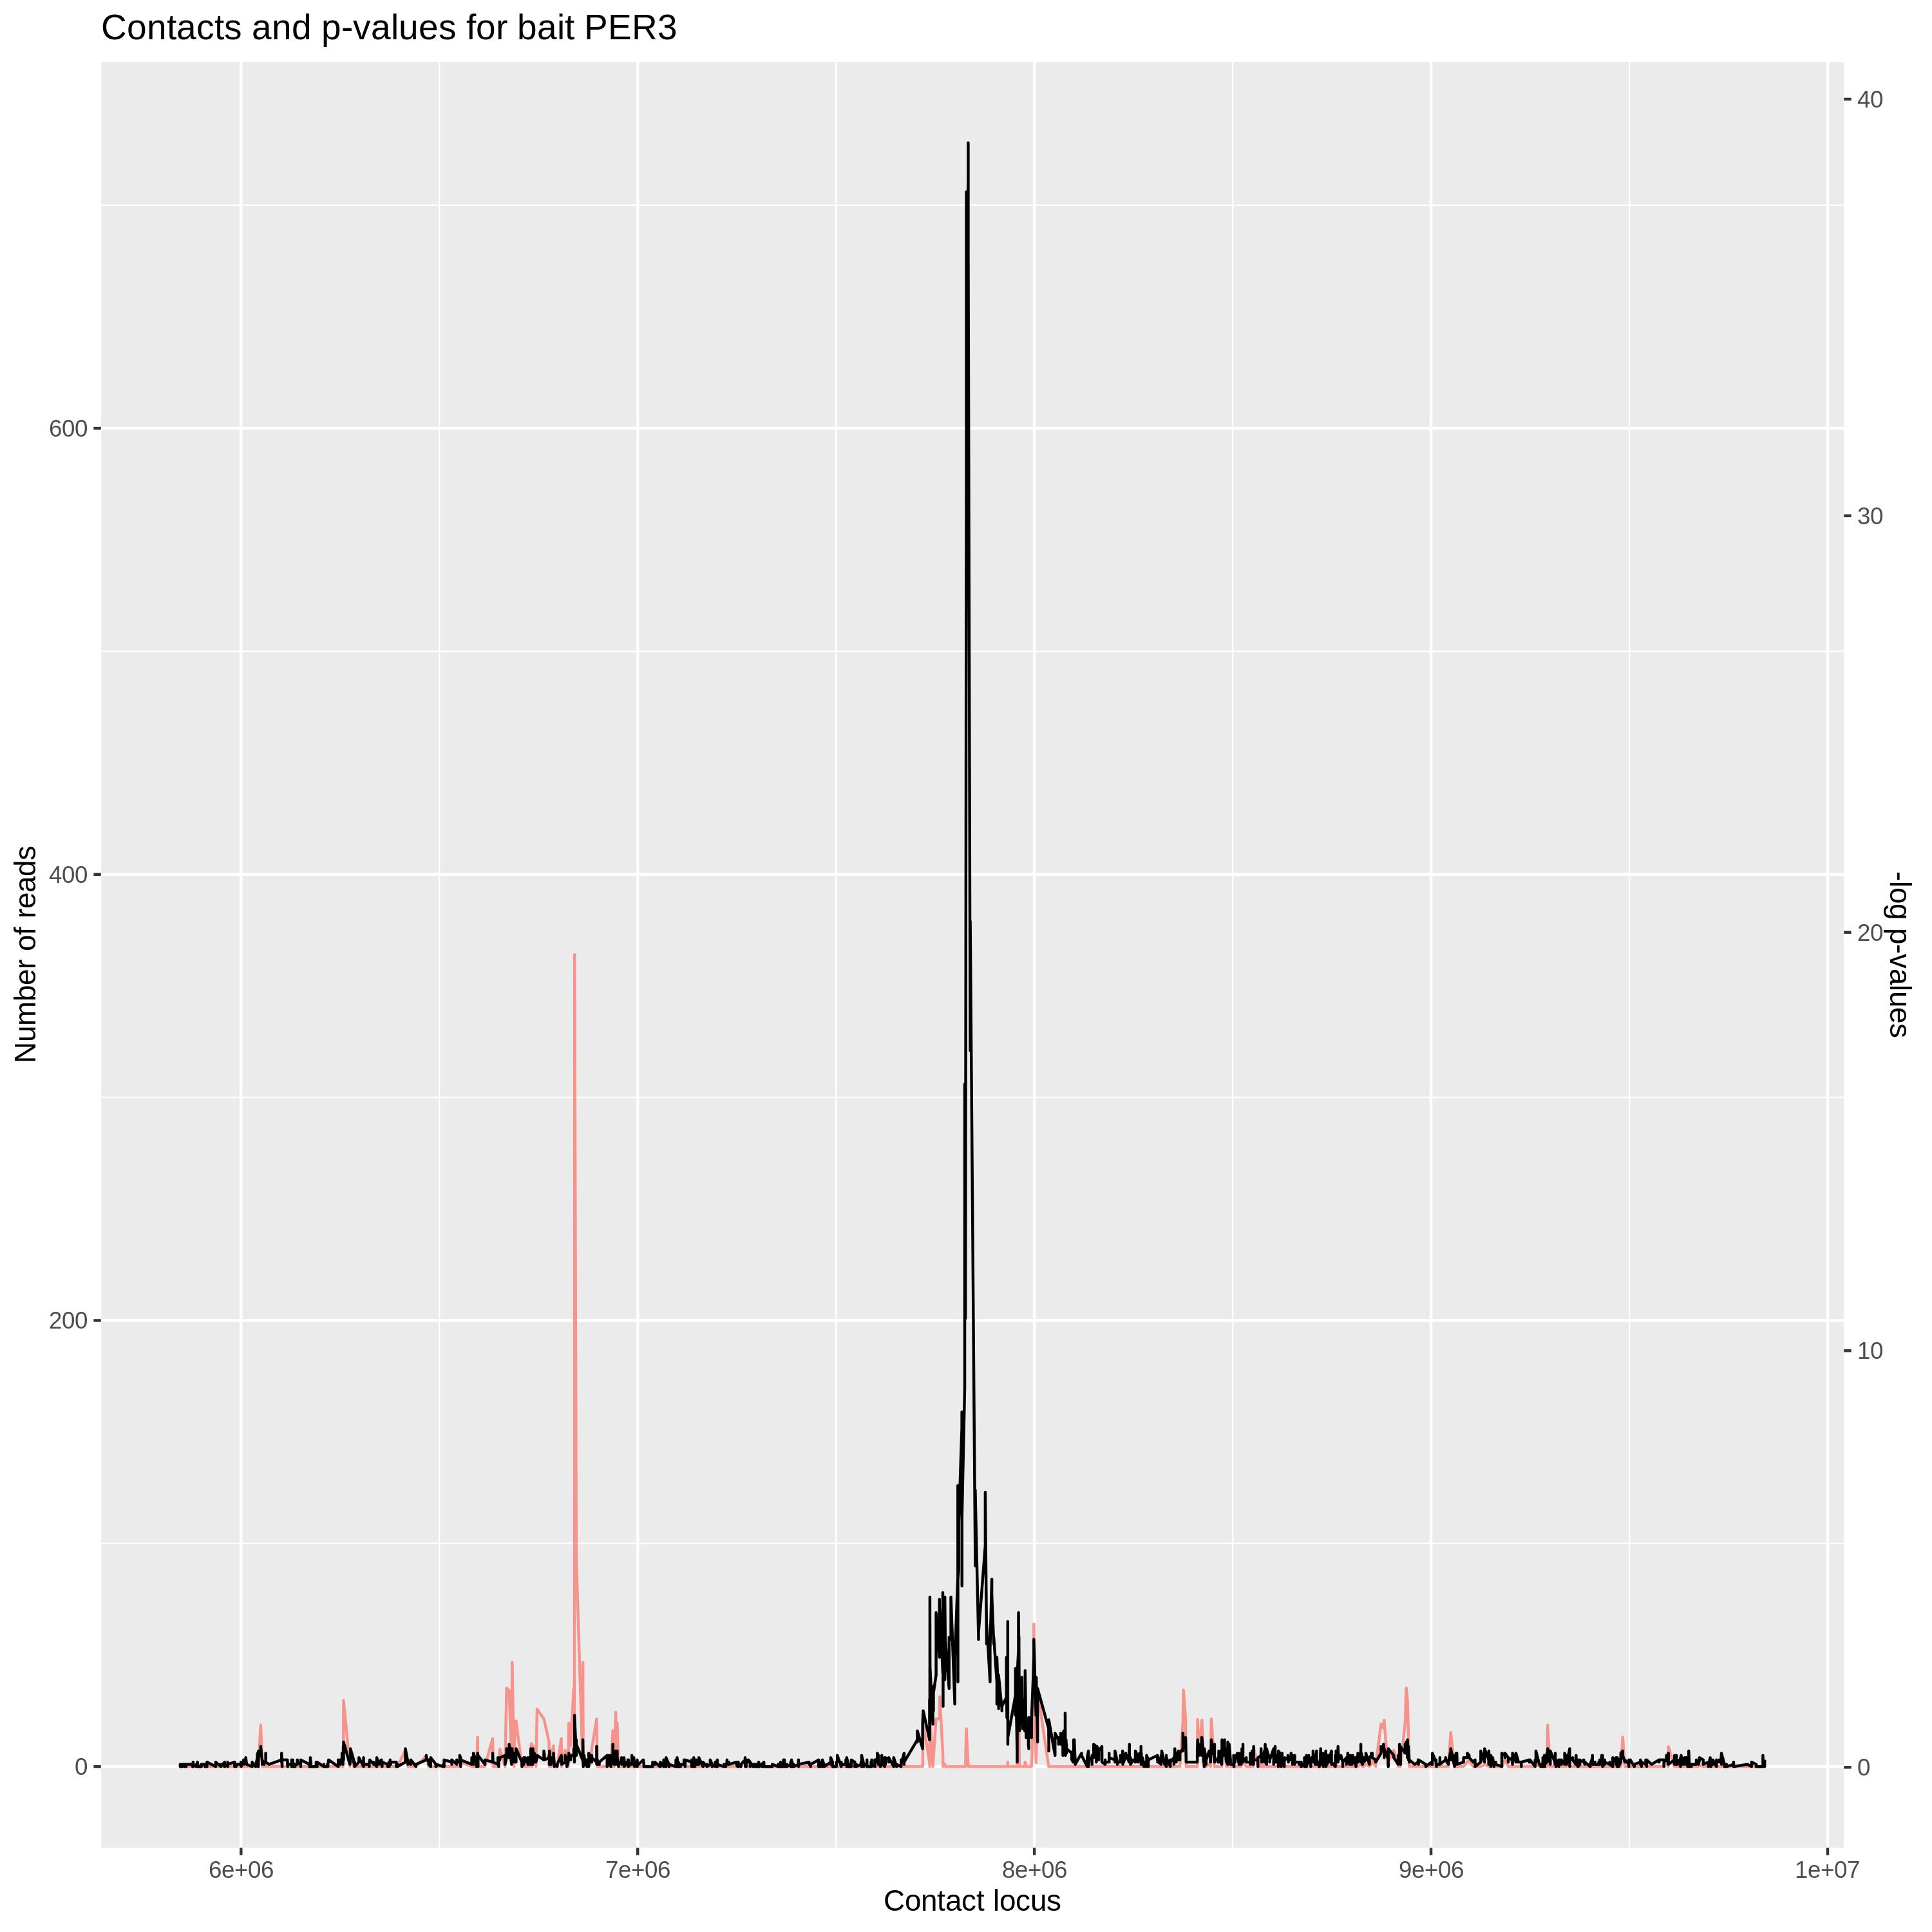 Contacts and p-values for bait PER3
40
600
30
400
20
200
10
0
0
Number of reads
-log p-values
6e+06
7e+06
8e+06
9e+06
1e+07
Contact locus